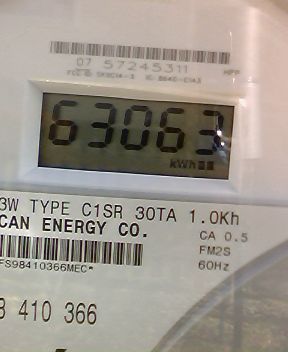 07 57245311
63063
kWh
3W TYPE C1SR 30TA 1.0Kh
CAN ENERGY CO.
CA 0.5
FM2S
60Hz
FS98410366MEC*
410 366